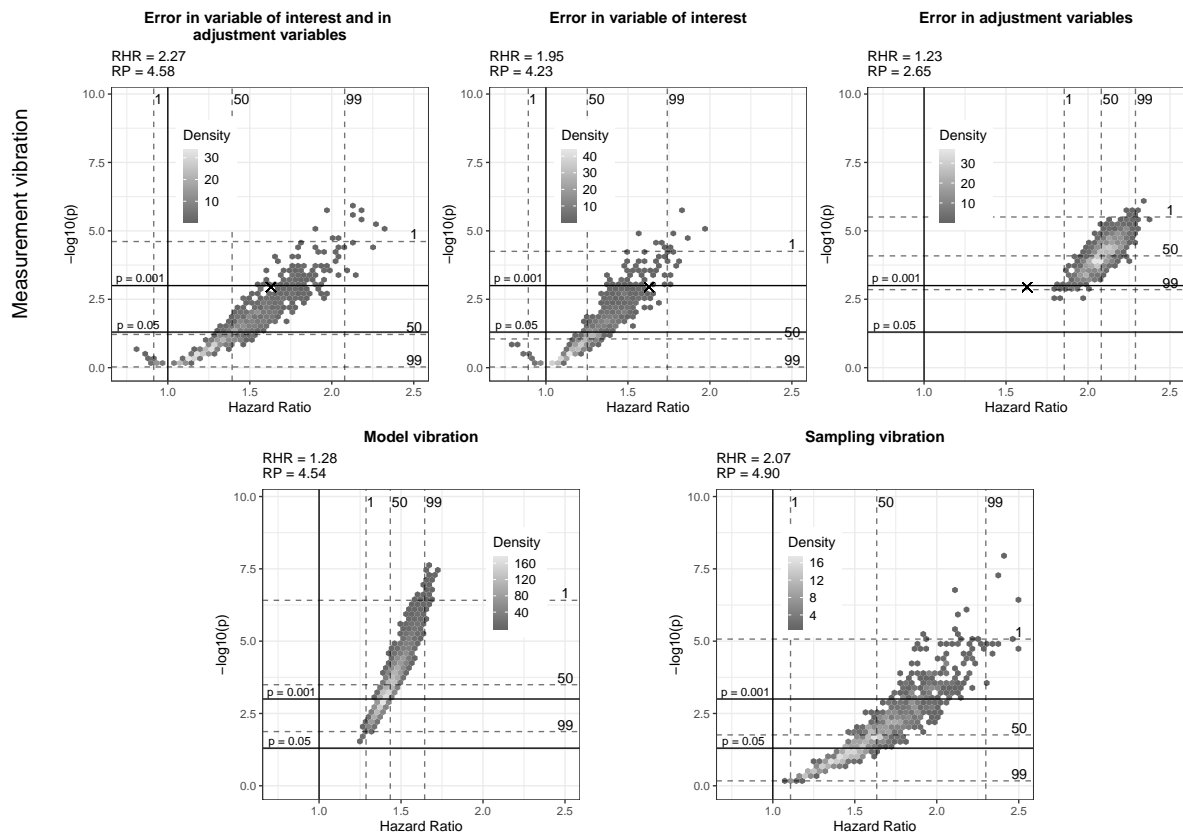 Error in variable of interest and in
adjustment variables
RHR = 2.27
RP = 4.58
Measurement vibration
−log10(p)
10.0
7.5
5.0
2.5
0.0
1
50
99
Density
30
20
10
1
p = 0.001
p = 0.05
50
99
1.0
1.5
2.0
2.5
Hazard Ratio
Error in variable of interest
RHR = 1.95
RP = 4.23
−log10(p)
10.0
7.5
5.0
2.5
0.0
1
50
99
Density
40
30
20
10
1
p = 0.001
p = 0.05
50
99
1.0
1.5
2.0
2.5
Hazard Ratio
Error in adjustment variables
RHR = 1.23
RP = 2.65
−log10(p)
10.0
7.5
5.0
2.5
0.0
1
50
99
Density
30
20
10
1
50
p = 0.001
99
p = 0.05
1.0
1.5
2.0
2.5
Hazard Ratio
Model vibration
RHR = 1.28
RP = 4.54
−log10(p)
10.0
7.5
5.0
2.5
0.0
1
50
99
Density
160
120
80
40
1
50
p = 0.001
99
p = 0.05
1.0
1.5
2.0
2.5
Hazard Ratio
Sampling vibration
RHR = 2.07
RP = 4.90
−log10(p)
10.0
7.5
5.0
2.5
0.0
1
50
99
Density
16
12
8
4
1
p = 0.001
50
p = 0.05
99
1.0
1.5
2.0
2.5
Hazard Ratio